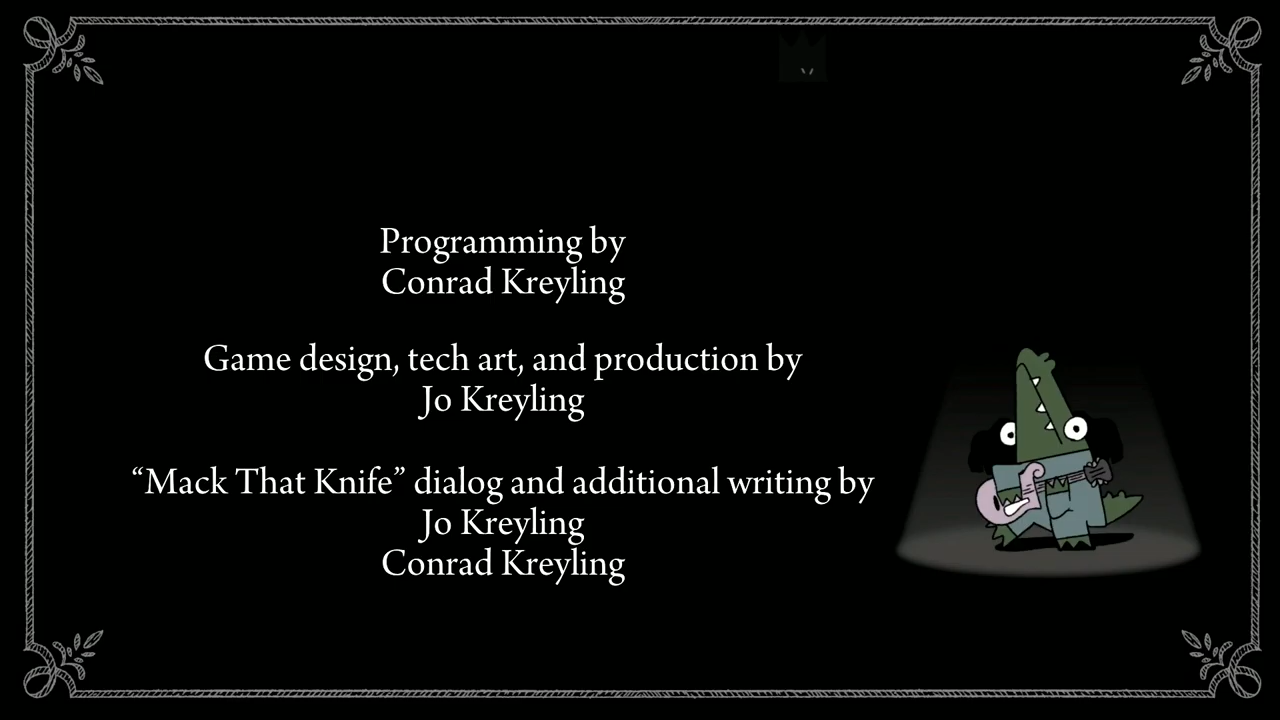 Programming by
Conrad Kreyling
Game design, tech art, and production by
Jo Kreyling
“Mack That Knife” dialog and additional writing by
Jo Kreyling
Conrad Kreyling